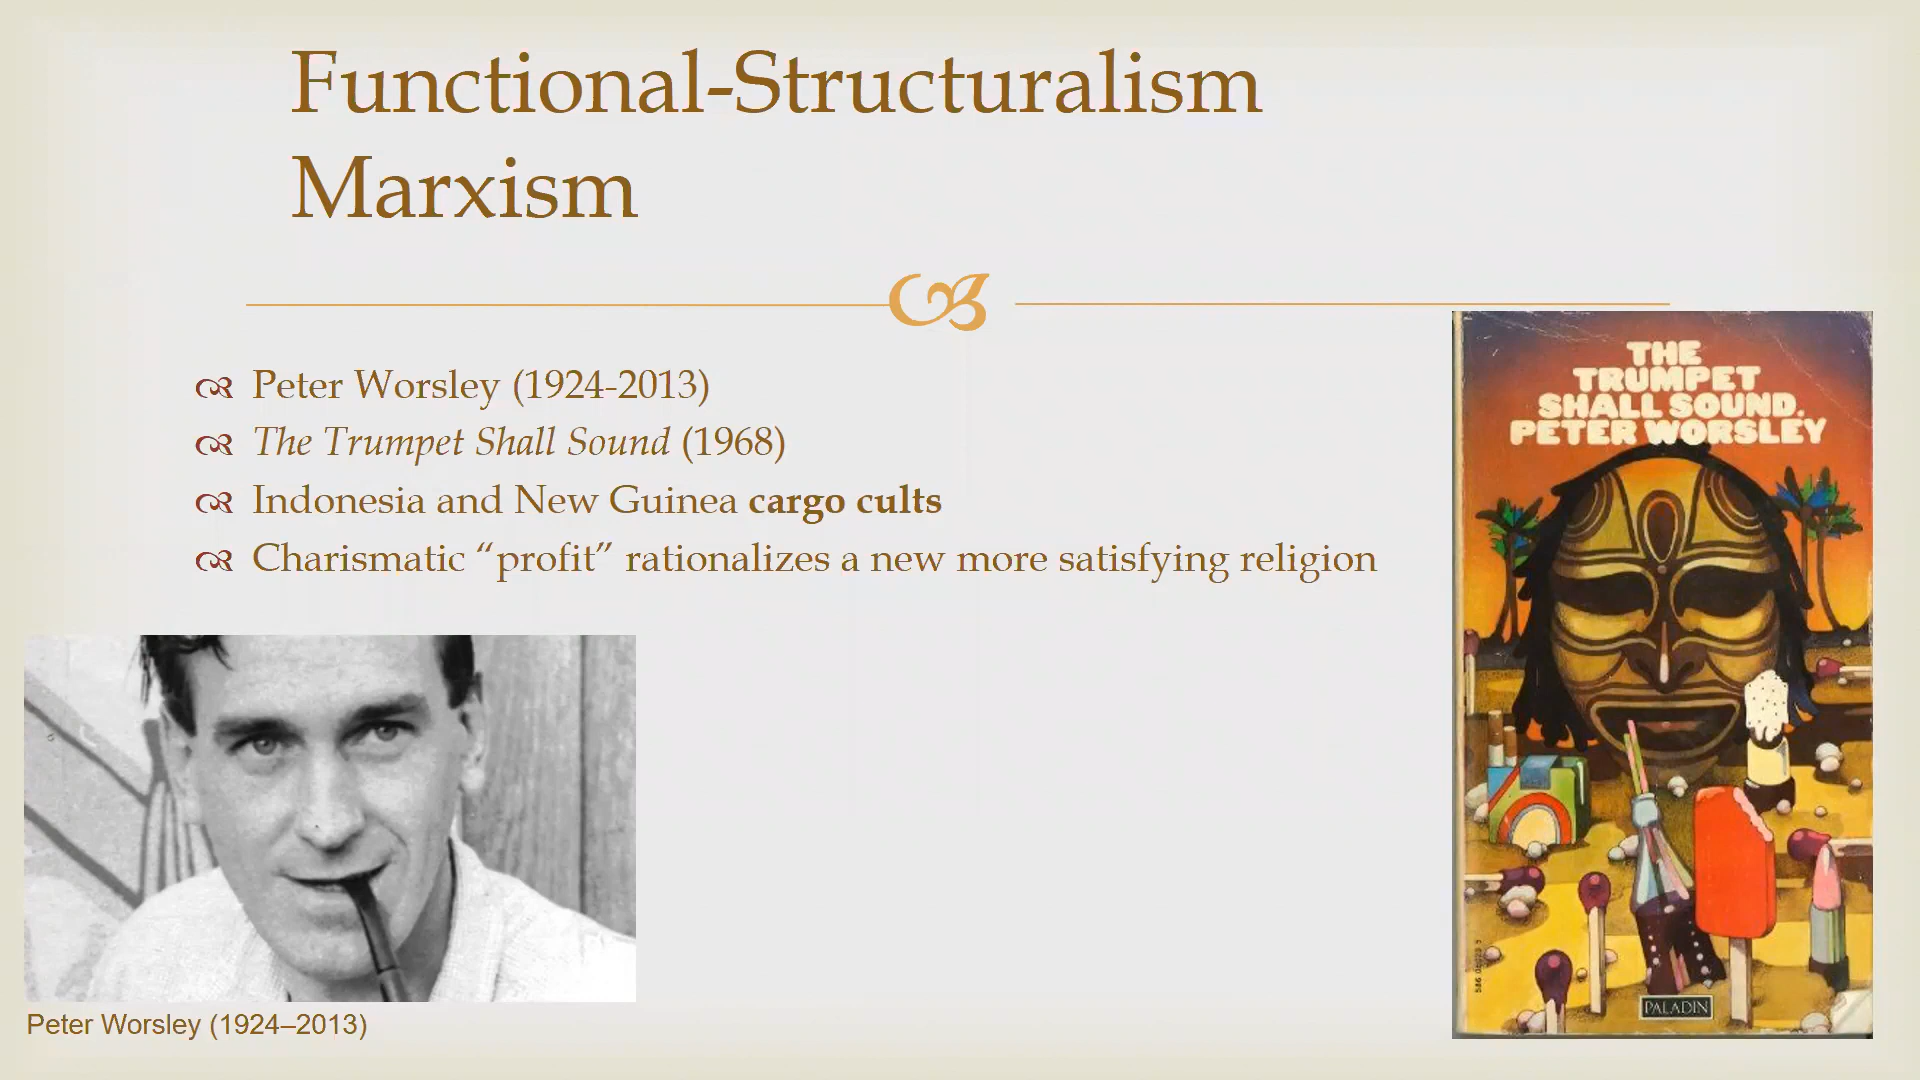 Functional-Structuralism
Marxism
Peter Worsley (1924-2013)
The Trumpet Shall Sound (1968)
Indonesia and New Guinea cargo cults
Charismatic “profit” rationalizes a new more satisfying religion
THE
TRUMPET
SHALL SOUND.
PETER WORSLEY
PALADIN
Peter Worsley (1924–2013)